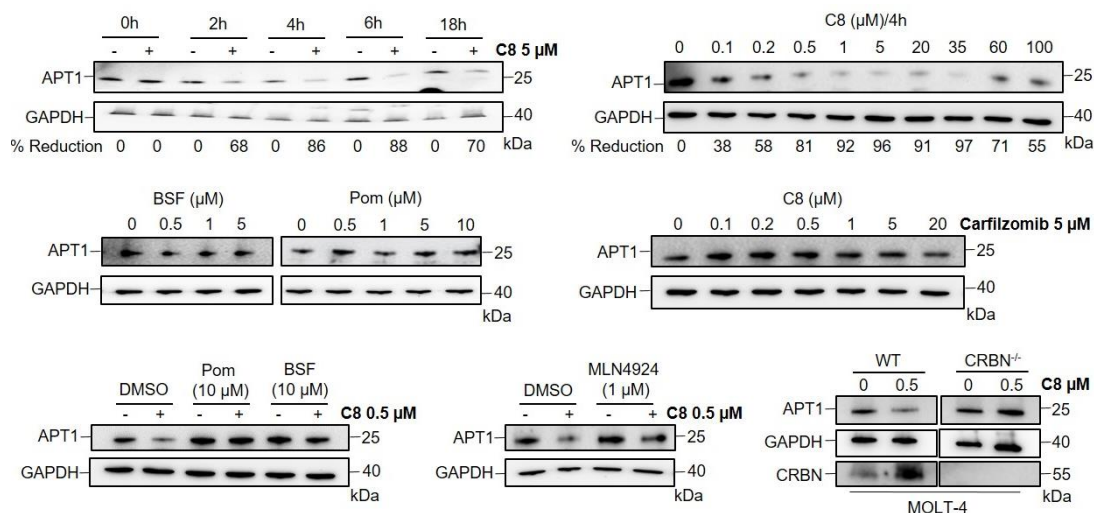 0h 2h 4h 6h 18h
- + - + - + - + - + C8 5 µM
APT1 25
GAPDH 40
% Reduction 0 0 0 68 0 86 0 88 0 70 kDa
C8 (µM)/4h
0 0.1 0.2 0.5 1 5 20 35 60 100
APT1 25
GAPDH 40
% Reduction 0 38 58 81 92 96 91 97 71 55 kDa
BSF (µM) Pom (µM)
0 0.5 1 5 0 0.5 1 5 10
APT1 25
GAPDH 40
kDa
C8 (µM)
0 0.1 0.2 0.5 1 5 20 Carfilzomib 5 µM
APT1 25
GAPDH 40
kDa
Pom BSF
DMSO (10 µM) (10 µM)
- + - + - + C8 0.5 µM
APT1 25
GAPDH 40
kDa
MLN4924
DMSO (1 µM)
- + - + C8 0.5 µM
APT1 25
GAPDH 40
kDa
WT CRBN-/-
0 0.5 0 0.5 C8 µM
APT1 25
GAPDH 40
CRBN 55
MOLT-4 kDa